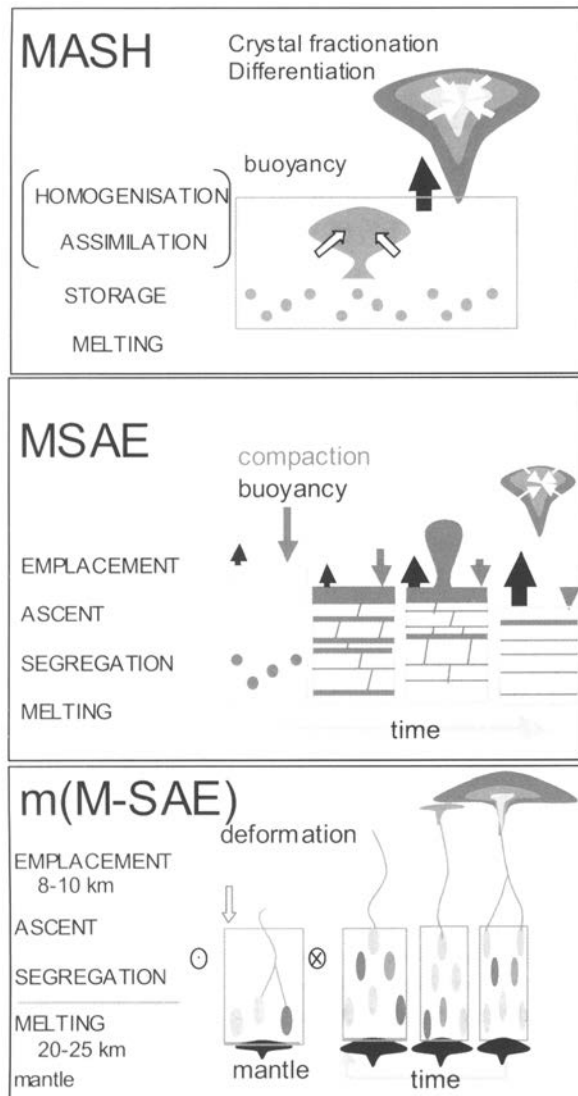 MASH
Crystal fractionation
Differentiation
buoyancy
HOMOGENISATION
ASSIMILATION
STORAGE
MELTING
MSAE
compaction
buoyancy
EMPLACEMENT
ASCENT
SEGREGATION
MELTING
time
m(M-SAE)
deformation
EMPLACEMENT
8-10 km
ASCENT
SEGREGATION
MELTING
20-25 km
mantle
mantle
time